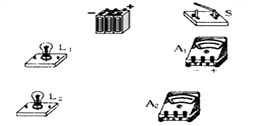 − +
S
L₁
A₁
− +
L₂
A₂